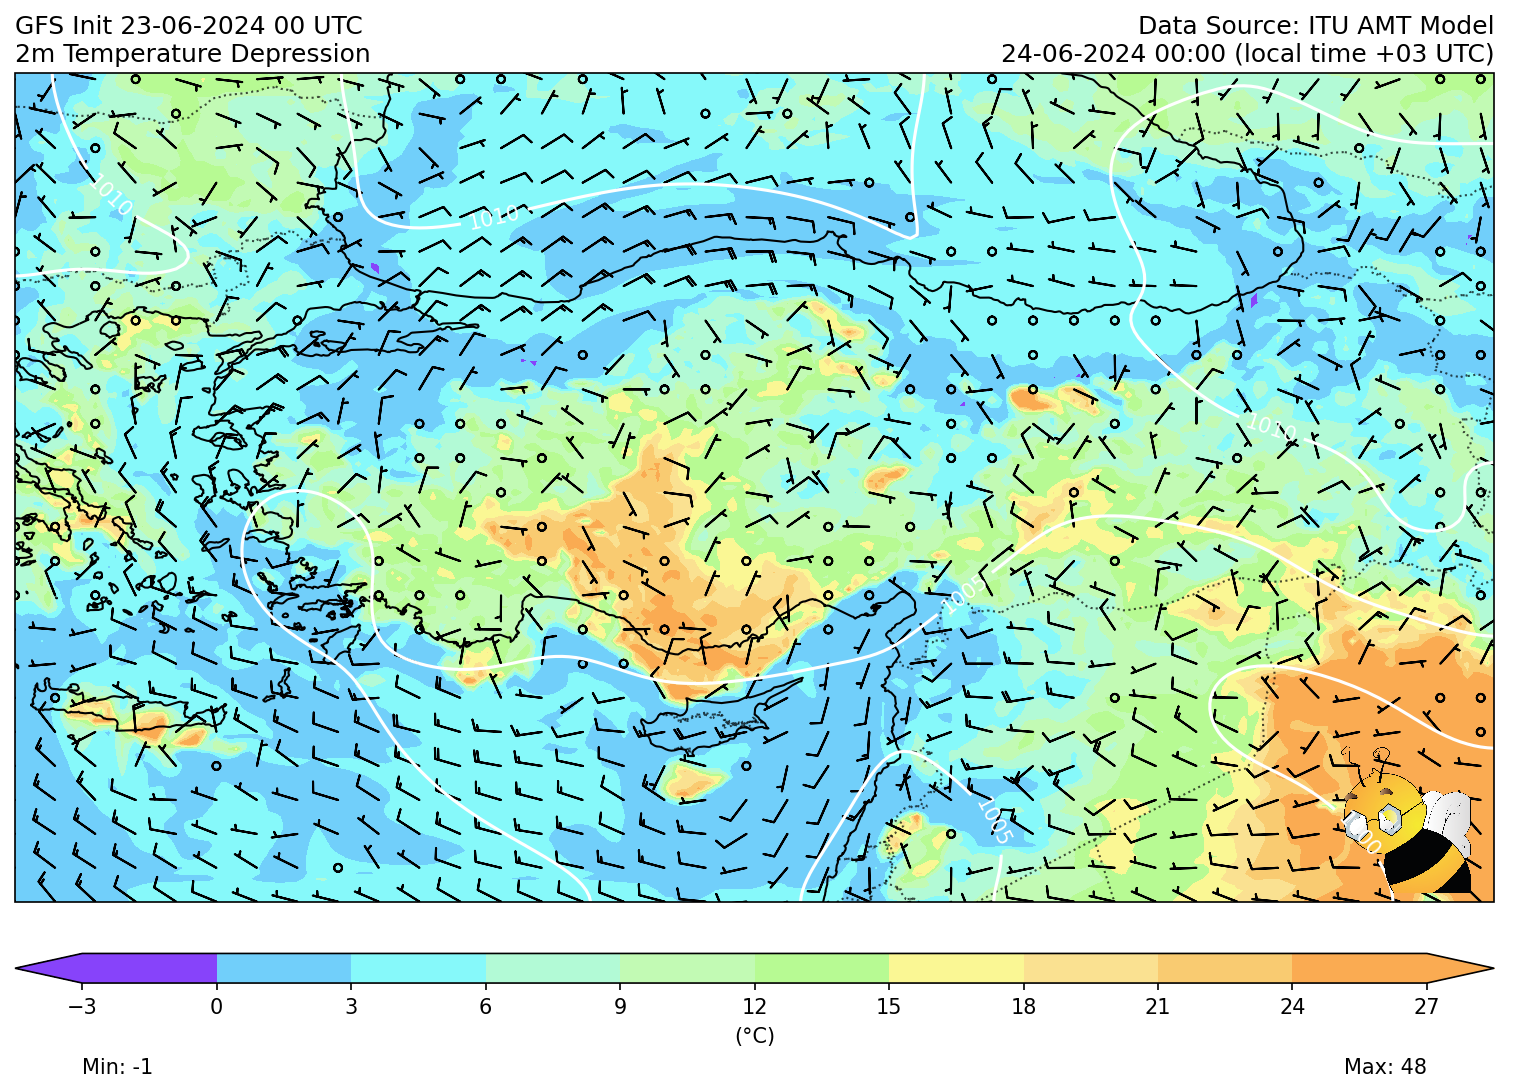 GFS Init 23-06-2024 00 UTC
2m Temperature Depression
Data Source: ITU AMT Model
24-06-2024 00:00 (local time +03 UTC)
1010
1010
1010
1005
1005
−3 0 3 6 9 12 15 18 21 24 27
(°C)
Min: -1
Max: 48